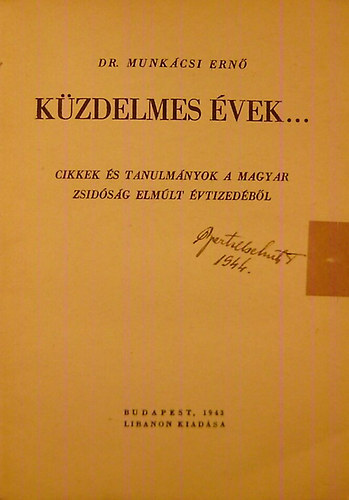 DR. MUNKÁCSI ERNŐ
KÜZDELMES ÉVEK...
CIKKEK ÉS TANULMÁNYOK A MAGYAR
ZSIDÓSÁG ELMÚLT ÉVTIZEDÉBŐL
1944.
BUDAPEST, 1943
LIBANON KIADÁSA